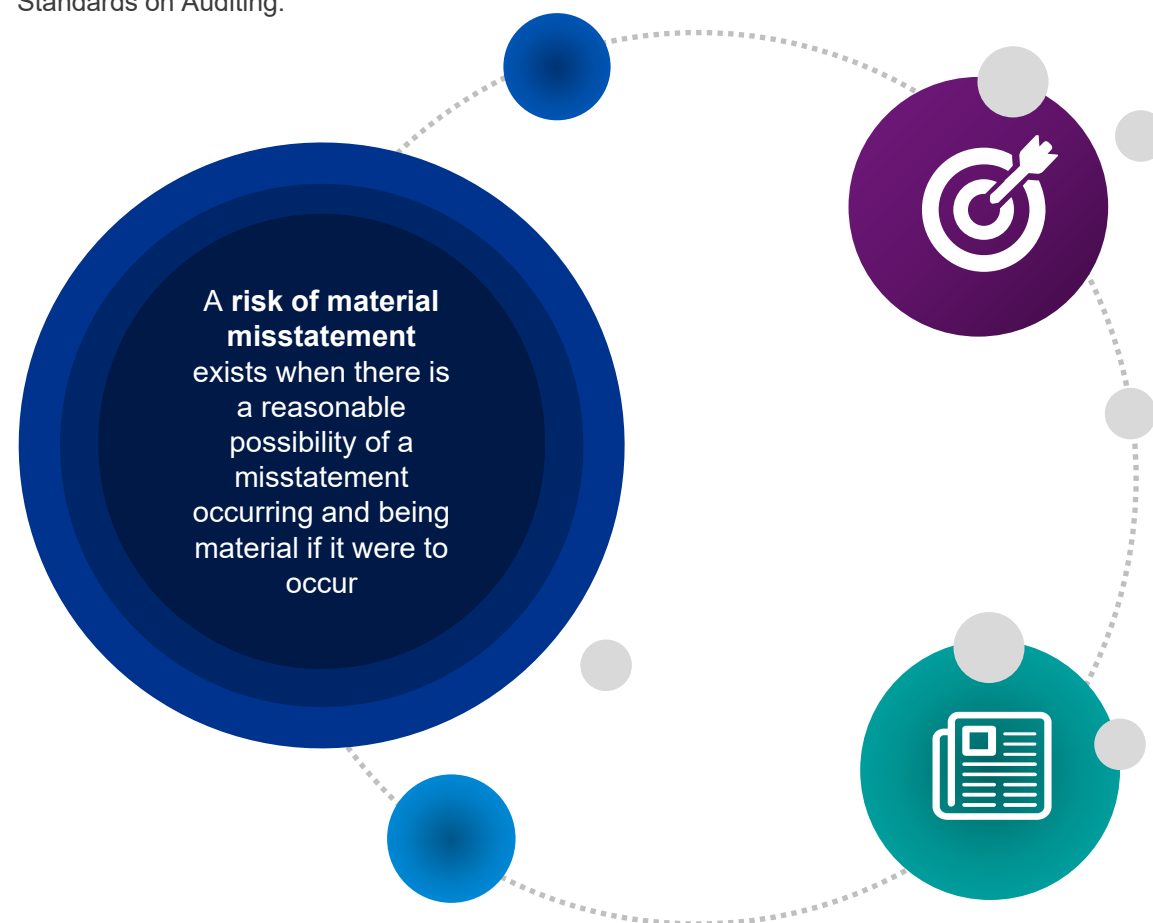 Standards on Auditing.
A risk of material
misstatement
exists when there is
a reasonable
possibility of a
misstatement
occurring and being
material if it were to
occur